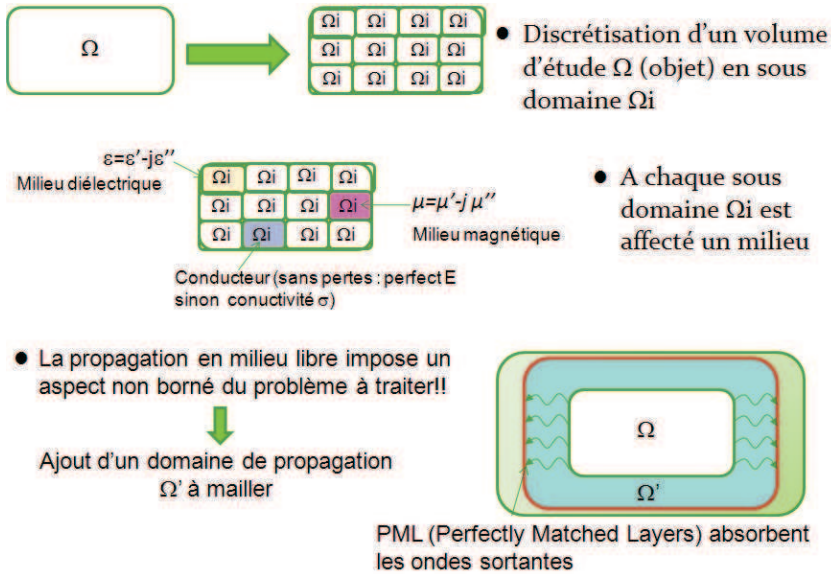 Ω
Ωi Ωi Ωi Ωi
Ωi Ωi Ωi Ωi
Ωi Ωi Ωi Ωi
● Discrétisation d'un volume
d'étude Ω (objet) en sous
domaine Ωi
ε=ε'-jε''
Milieu diélectrique
Ωi Ωi Ωi Ωi
Ωi Ωi Ωi Ωi
Ωi Ωi Ωi Ωi
μ=μ'-j μ''
Milieu magnétique
Conducteur (sans pertes : perfect E
sinon conuctivité σ)
● A chaque sous
domaine Ωi est
affecté un milieu
● La propagation en milieu libre impose un
aspect non borné du problème à traiter!!
Ajout d'un domaine de propagation
Ω' à mailler
Ω
Ω'
PML (Perfectly Matched Layers) absorbent
les ondes sortantes